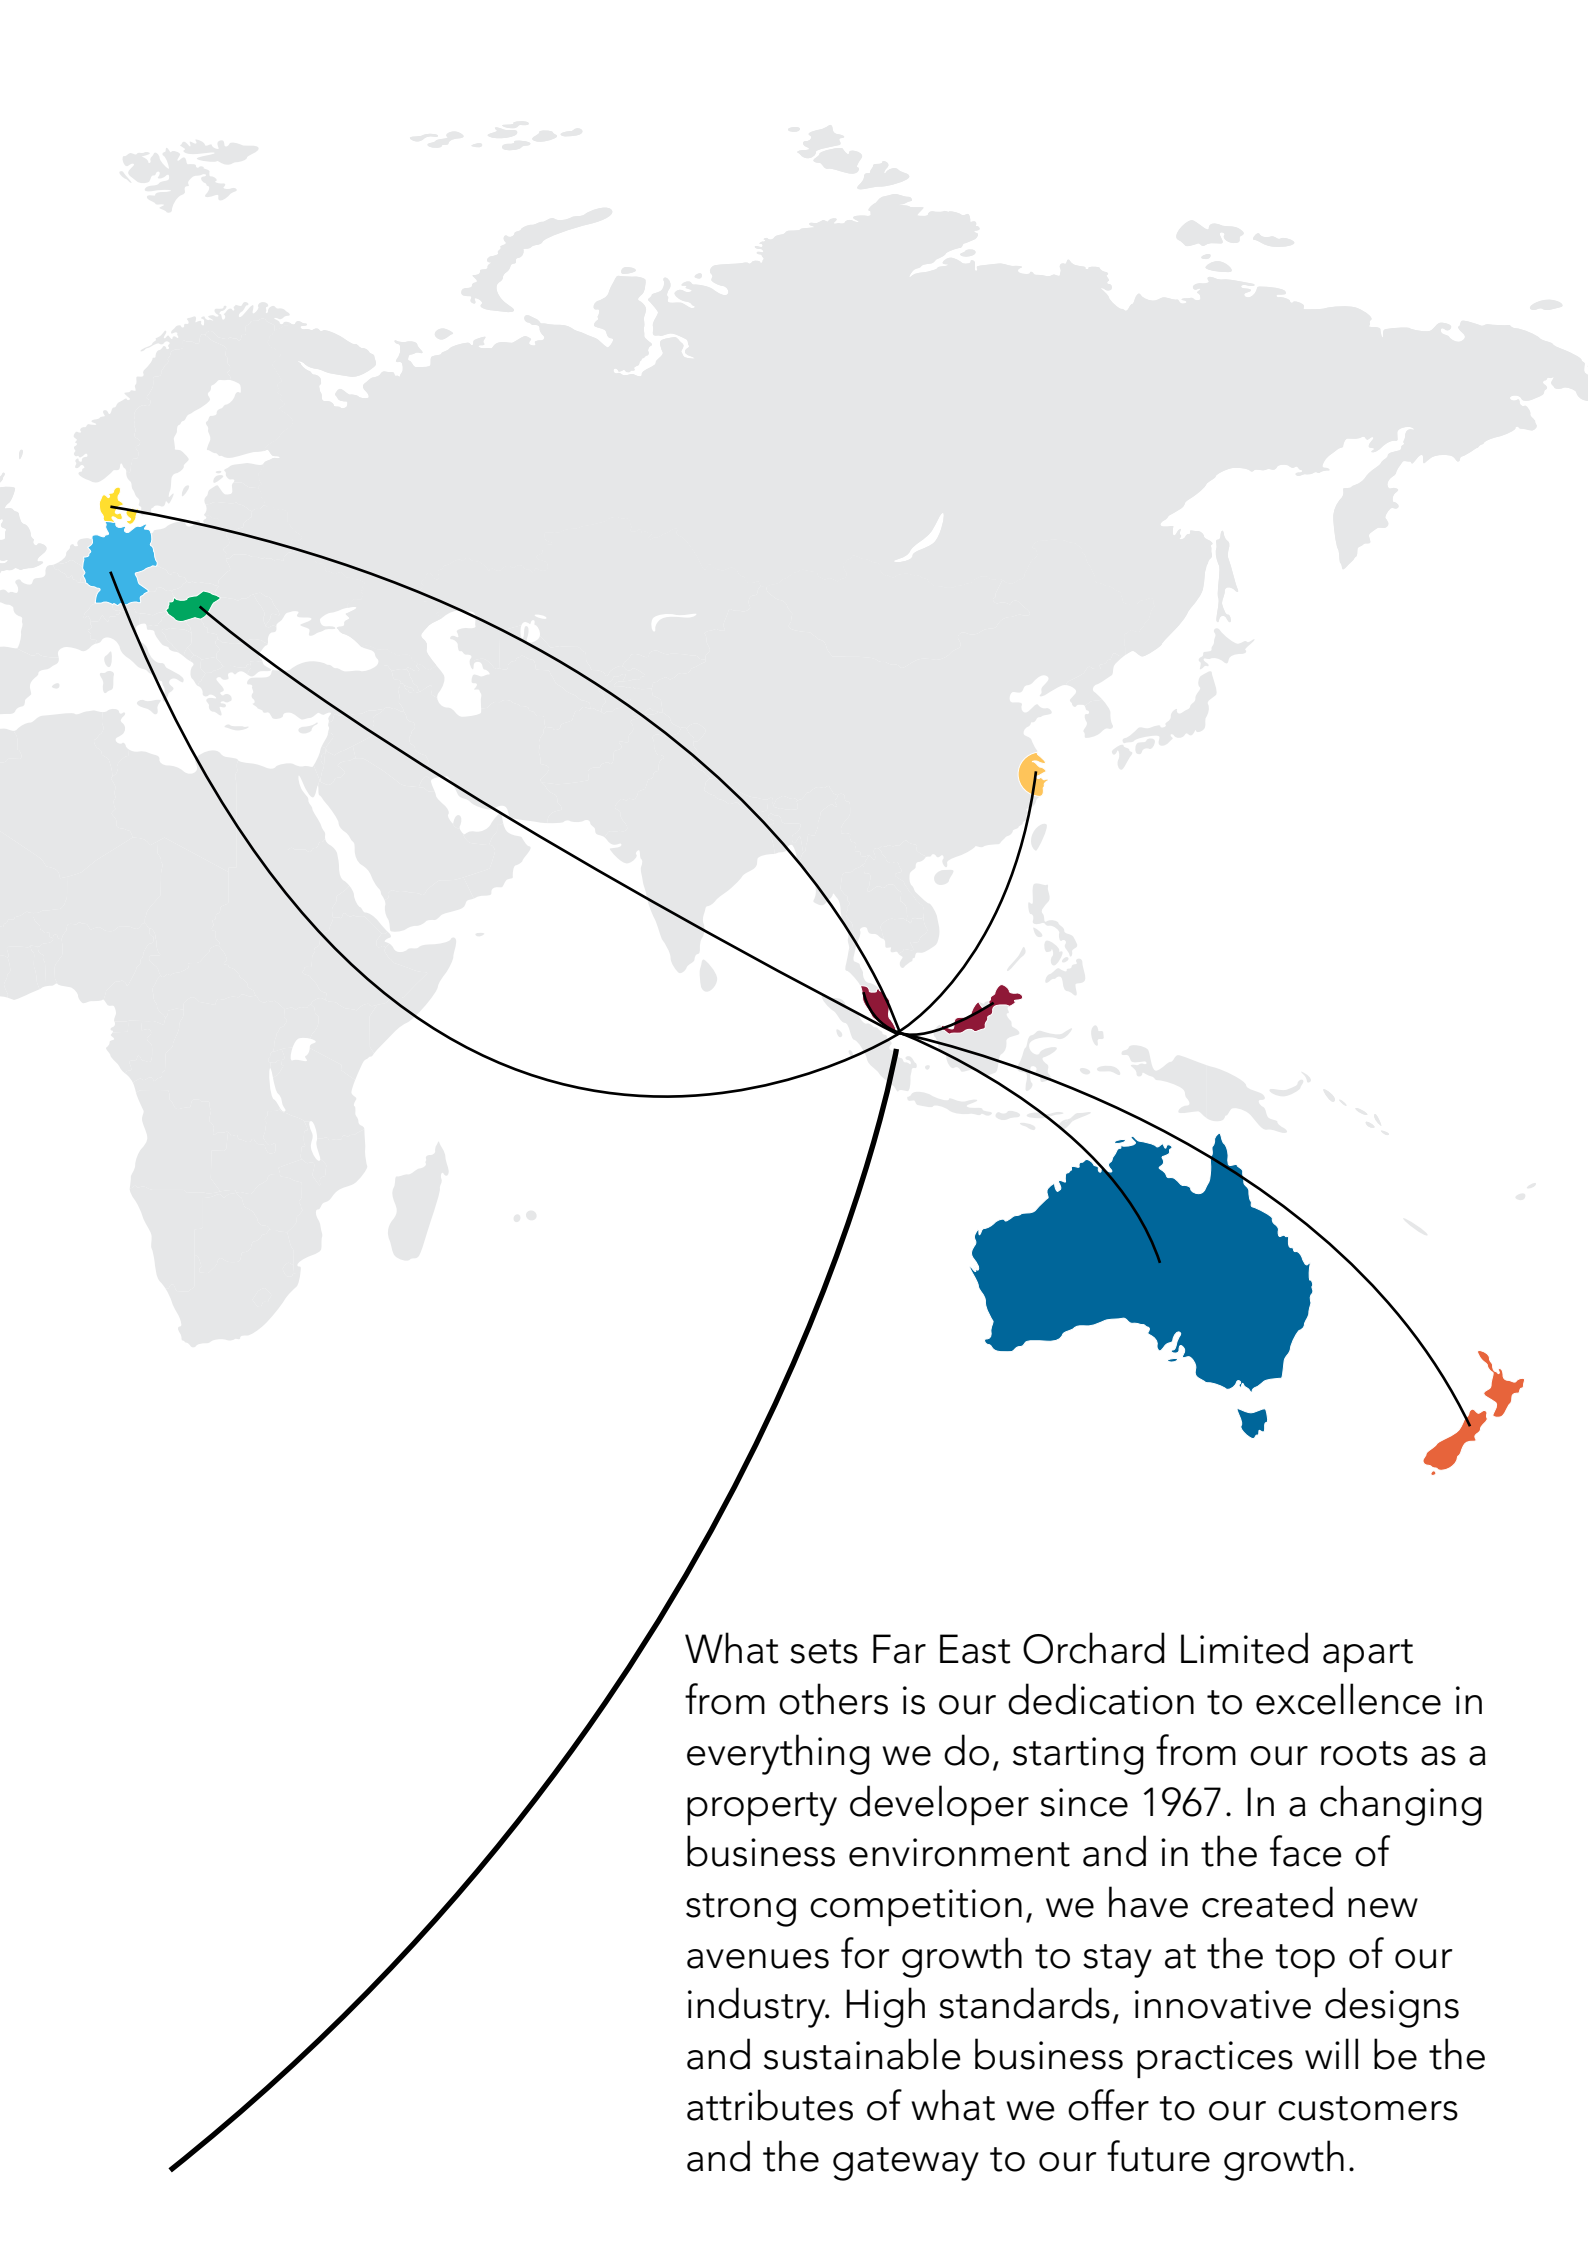 What sets Far East Orchard Limited apart
from others is our dedication to excellence in
everything we do, starting from our roots as a
property developer since 1967. In a changing
business environment and in the face of
strong competition, we have created new
avenues for growth to stay at the top of our
industry. High standards, innovative designs
and sustainable business practices will be the
attributes of what we offer to our customers
and the gateway to our future growth.